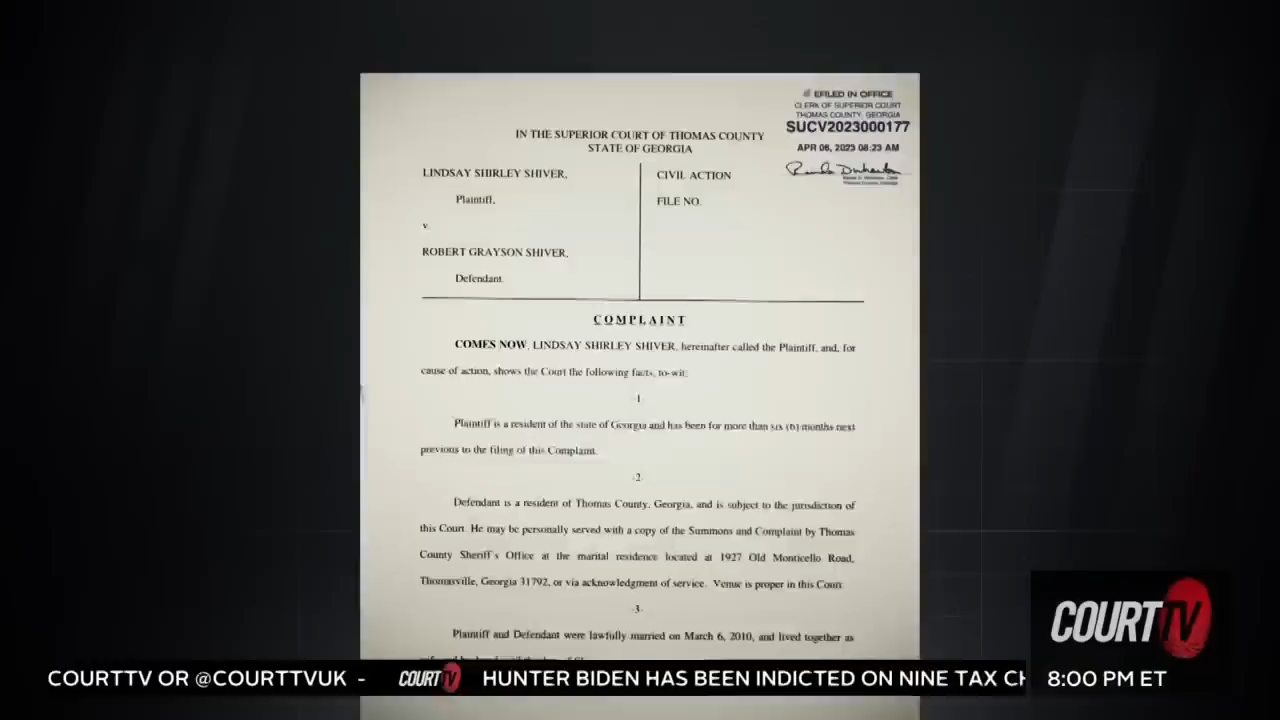 EFILED IN OFFICE
CLERK OF SUPERIOR COURT
THOMAS COUNTY, GEORGIA
SUCV2023000177
APR 06, 2023 08:23 AM
IN THE SUPERIOR COURT OF THOMAS COUNTY
STATE OF GEORGIA
LINDSAY SHIRLEY SHIVER,
Plaintiff,
v.
ROBERT GRAYSON SHIVER,
Defendant.
CIVIL ACTION
FILE NO.
COMPLAINT
COMES NOW, LINDSAY SHIRLEY SHIVER, hereinafter called the Plaintiff, and, for
cause of action, shows the Court the following facts, to-wit:
-1-
Plaintiff is a resident of the state of Georgia and has been for more than six (6) months next
previous to the filing of this Complaint.
-2-
Defendant is a resident of Thomas County, Georgia, and is subject to the jurisdiction of
this Court. He may be personally served with a copy of the Summons and Complaint by Thomas
County Sheriff's Office at the marital residence located at 1927 Old Monticello Road,
Thomasville, Georgia 31792, or via acknowledgment of service. Venue is proper in this Court.
-3-
Plaintiff and Defendant were lawfully married on March 6, 2010, and lived together as
COURT TV
COURTTV OR @COURTTVUK - COURT TV HUNTER BIDEN HAS BEEN INDICTED ON NINE TAX CH
8:00 PM ET